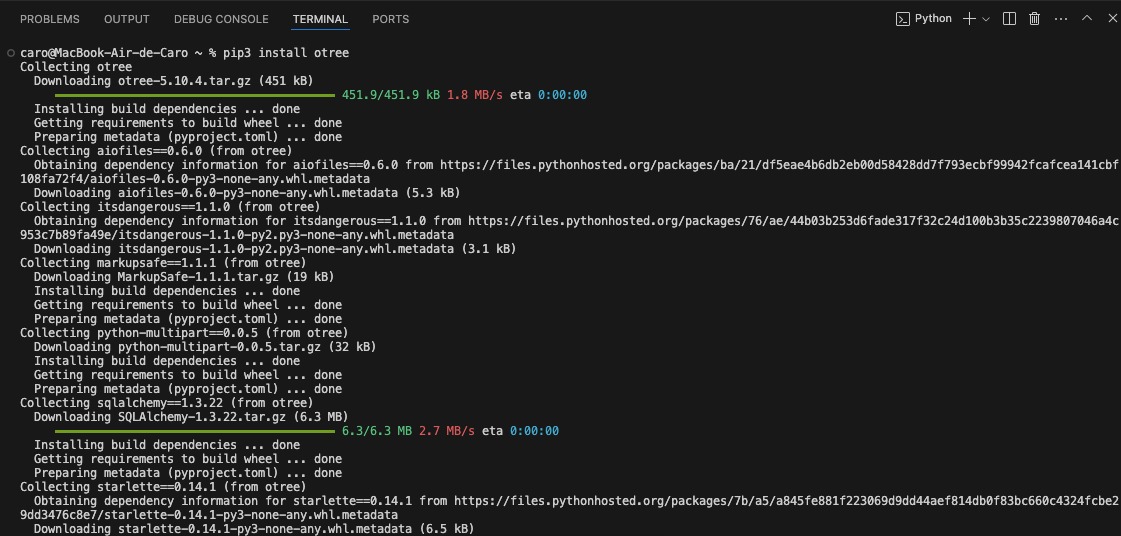 PROBLEMS OUTPUT DEBUG CONSOLE TERMINAL PORTS Python
caro@MacBook-Air-de-Caro ~ % pip3 install otree
Collecting otree
Downloading otree-5.10.4.tar.gz (451 kB)
451.9/451.9 kB 1.8 MB/s eta 0:00:00
Installing build dependencies ... done
Getting requirements to build wheel ... done
Preparing metadata (pyproject.toml) ... done
Collecting aiofiles==0.6.0 (from otree)
Obtaining dependency information for aiofiles==0.6.0 from https://files.pythonhosted.org/packages/ba/21/df5eae4b6db2eb00d58428dd7f793ecbf99942fcafcea141cbf
108fa72f4/aiofiles-0.6.0-py3-none-any.whl.metadata
Downloading aiofiles-0.6.0-py3-none-any.whl.metadata (5.3 kB)
Collecting itsdangerous==1.1.0 (from otree)
Obtaining dependency information for itsdangerous==1.1.0 from https://files.pythonhosted.org/packages/76/ae/44b03b253d6fade317f32c24d100b3b35c2239807046a4c
953c7b89fa49e/itsdangerous-1.1.0-py2.py3-none-any.whl.metadata
Downloading itsdangerous-1.1.0-py2.py3-none-any.whl.metadata (3.1 kB)
Collecting markupsafe==1.1.1 (from otree)
Downloading MarkupSafe-1.1.1.tar.gz (19 kB)
Installing build dependencies ... done
Getting requirements to build wheel ... done
Preparing metadata (pyproject.toml) ... done
Collecting python-multipart==0.0.5 (from otree)
Downloading python-multipart-0.0.5.tar.gz (32 kB)
Installing build dependencies ... done
Getting requirements to build wheel ... done
Preparing metadata (pyproject.toml) ... done
Collecting sqlalchemy==1.3.22 (from otree)
Downloading SQLAlchemy-1.3.22.tar.gz (6.3 MB)
6.3/6.3 MB 2.7 MB/s eta 0:00:00
Installing build dependencies ... done
Getting requirements to build wheel ... done
Preparing metadata (pyproject.toml) ... done
Collecting starlette==0.14.1 (from otree)
Obtaining dependency information for starlette==0.14.1 from https://files.pythonhosted.org/packages/7b/a5/a845fe881f223069d9dd44aef814db0f83bc660c4324fcbe2
9dd3476c8e7/starlette-0.14.1-py3-none-any.whl.metadata
Downloading starlette-0.14.1-py3-none-any.whl.metadata (6.5 kB)